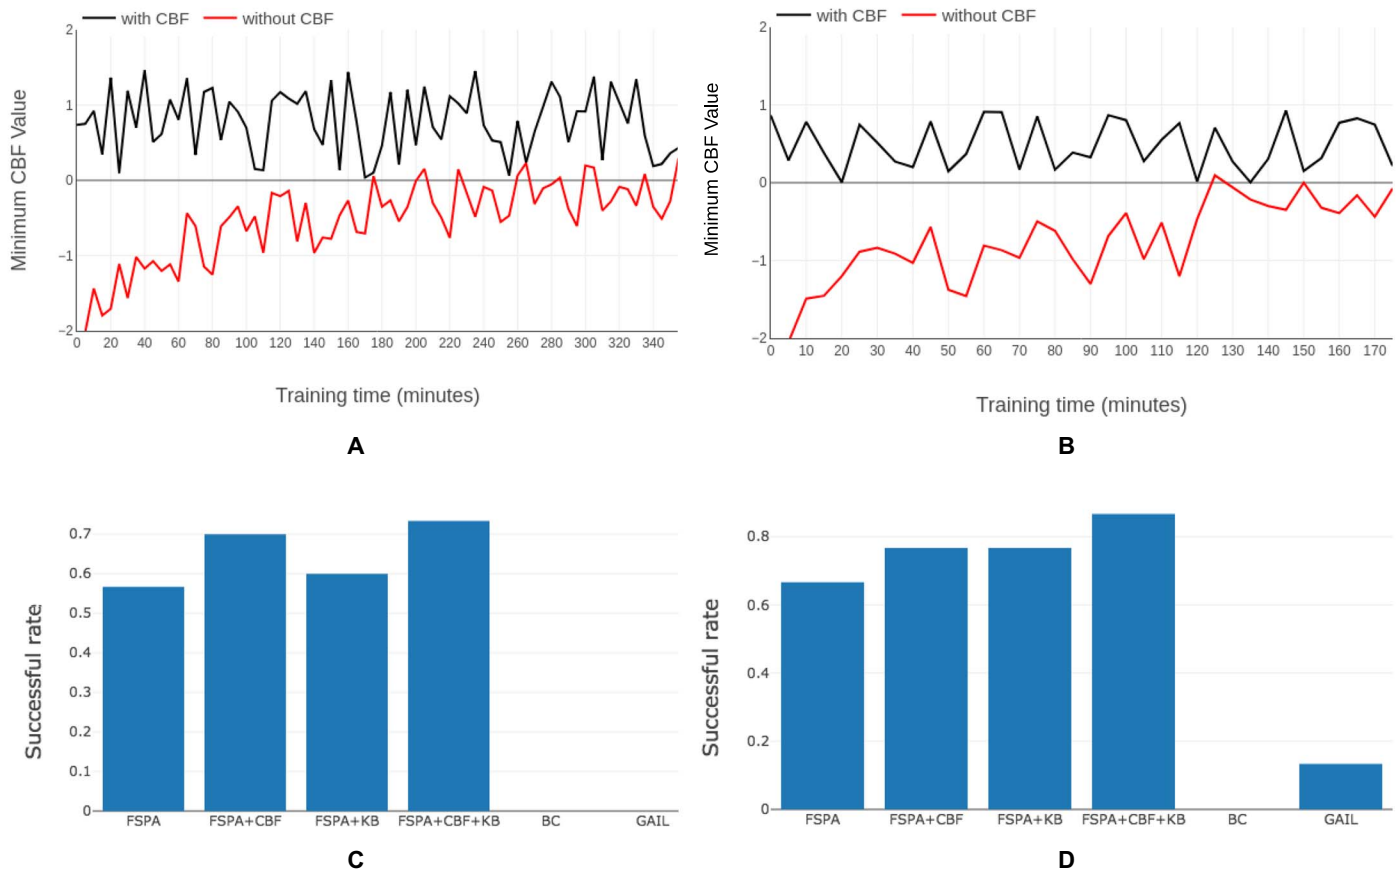 with CBF without CBF
Minimum CBF Value
2
1
0
−1
−2
0 20 40 60 80 100 120 140 160 180 200 220 240 260 280 300 320 340
Training time (minutes)
A
with CBF without CBF
Minimum CBF Value
2
1
0
−1
−2
0 10 20 30 40 50 60 70 80 90 100 110 120 130 140 150 160 170
Training time (minutes)
B
Successful rate
0.7
0.6
0.5
0.4
0.3
0.2
0.1
0
FSPA FSPA+CBF FSPA+KB FSPA+CBF+KB BC GAIL
C
Successful rate
0.8
0.6
0.4
0.2
0
FSPA FSPA+CBF FSPA+KB FSPA+CBF+KB BC GAIL
D